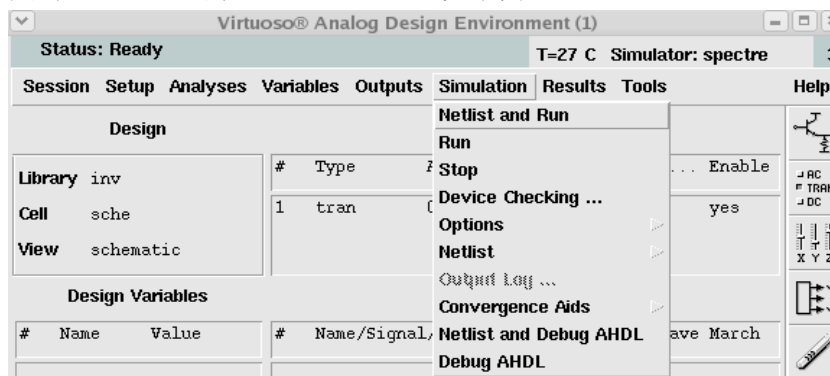 Virtuoso® Analog Design Environment (1)
Status: Ready
T=27 C Simulator: spectre
Session Setup Analyses Variables Outputs Simulation Results Tools Help
Design
Library inv
Cell sche
View schematic
# Type
... Enable
1 tran
yes
Netlist and Run
Run
Stop
Device Checking ...
Options
Netlist
Output Log ...
Convergence Aids
Netlist and Debug AHDL
Debug AHDL
Design Variables
# Name Value
# Name/Signal/
ave March
AC
TRAN
DC
X Y Z